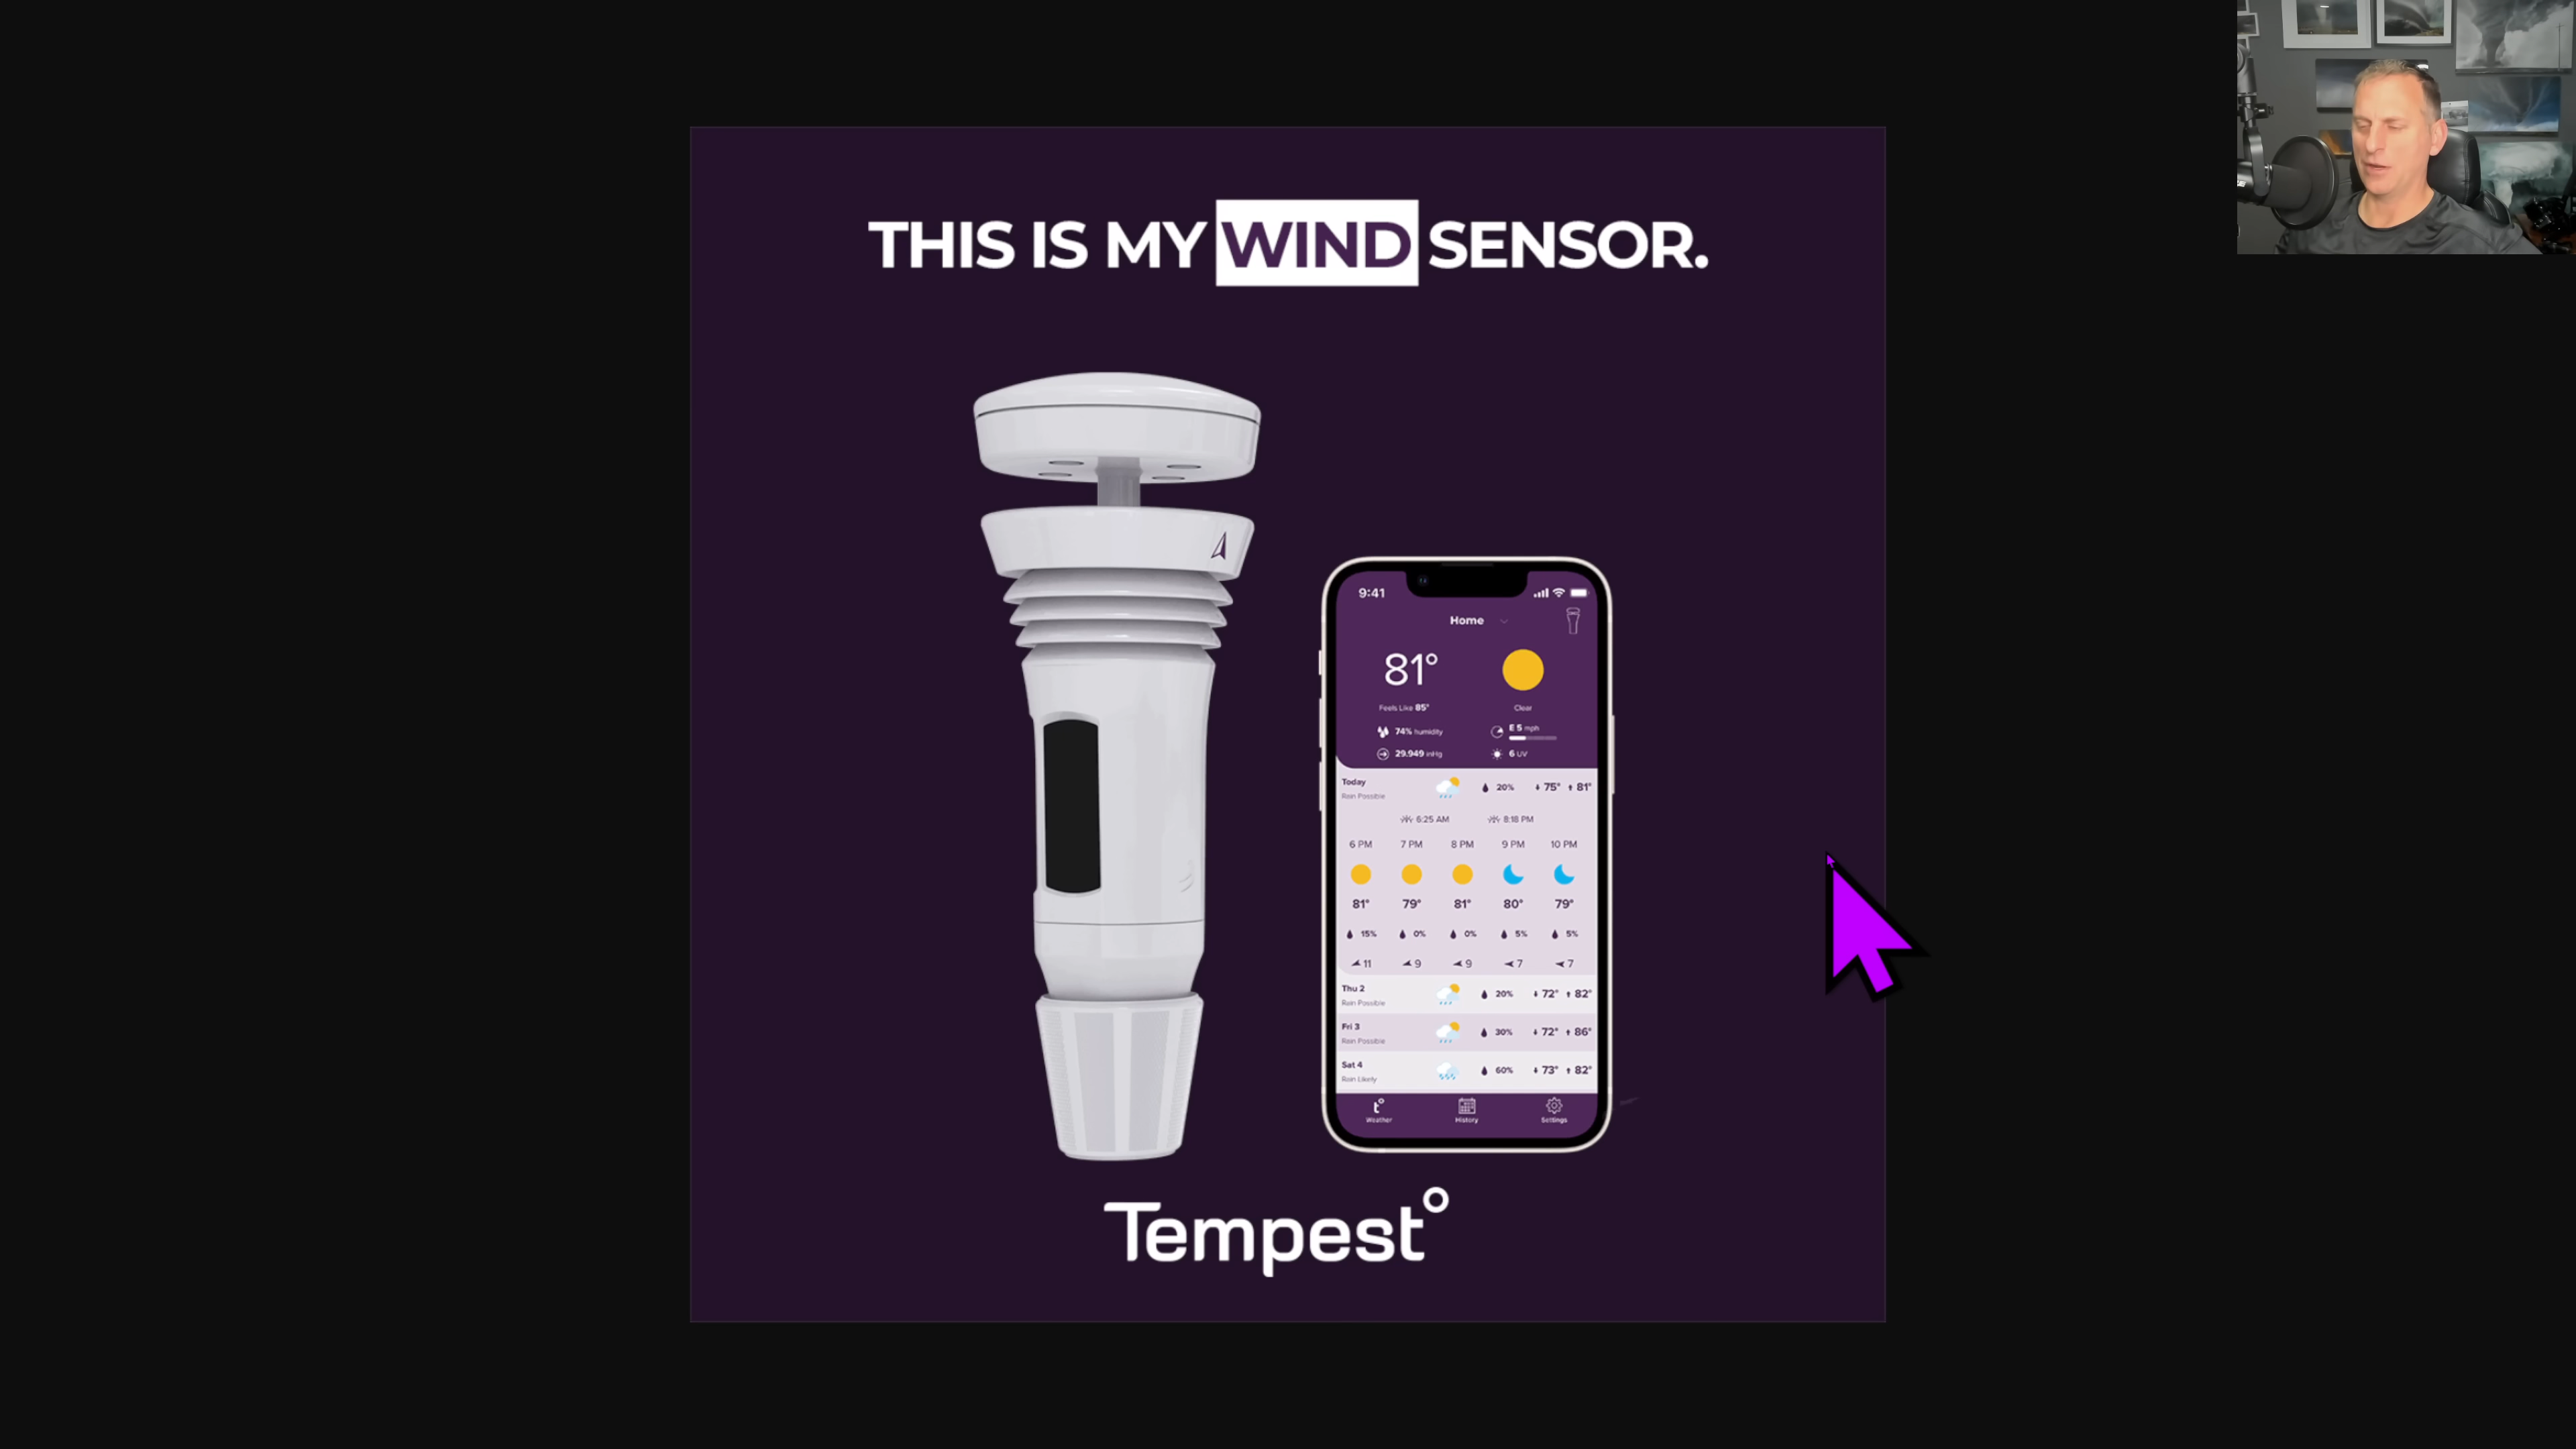 THIS IS MY WIND SENSOR.
9:41
Home
81°
Feels Like 85°
Clear
74% humidity
E 5 mph
29.949 inHg
6 UV
Today
Rain Possible
20%
75° 81°
6:25 AM 8:18 PM
6 PM 7 PM 8 PM 9 PM 10 PM
81° 79° 81° 80° 79°
15% 0% 0% 5% 5%
11 9 9 7 7
Thu 2
Rain Possible
20%
72° 82°
Fri 3
Rain Possible
30%
72° 86°
Sat 4
Rain Likely
60%
73° 82°
t°
Weather History Settings
Tempest°